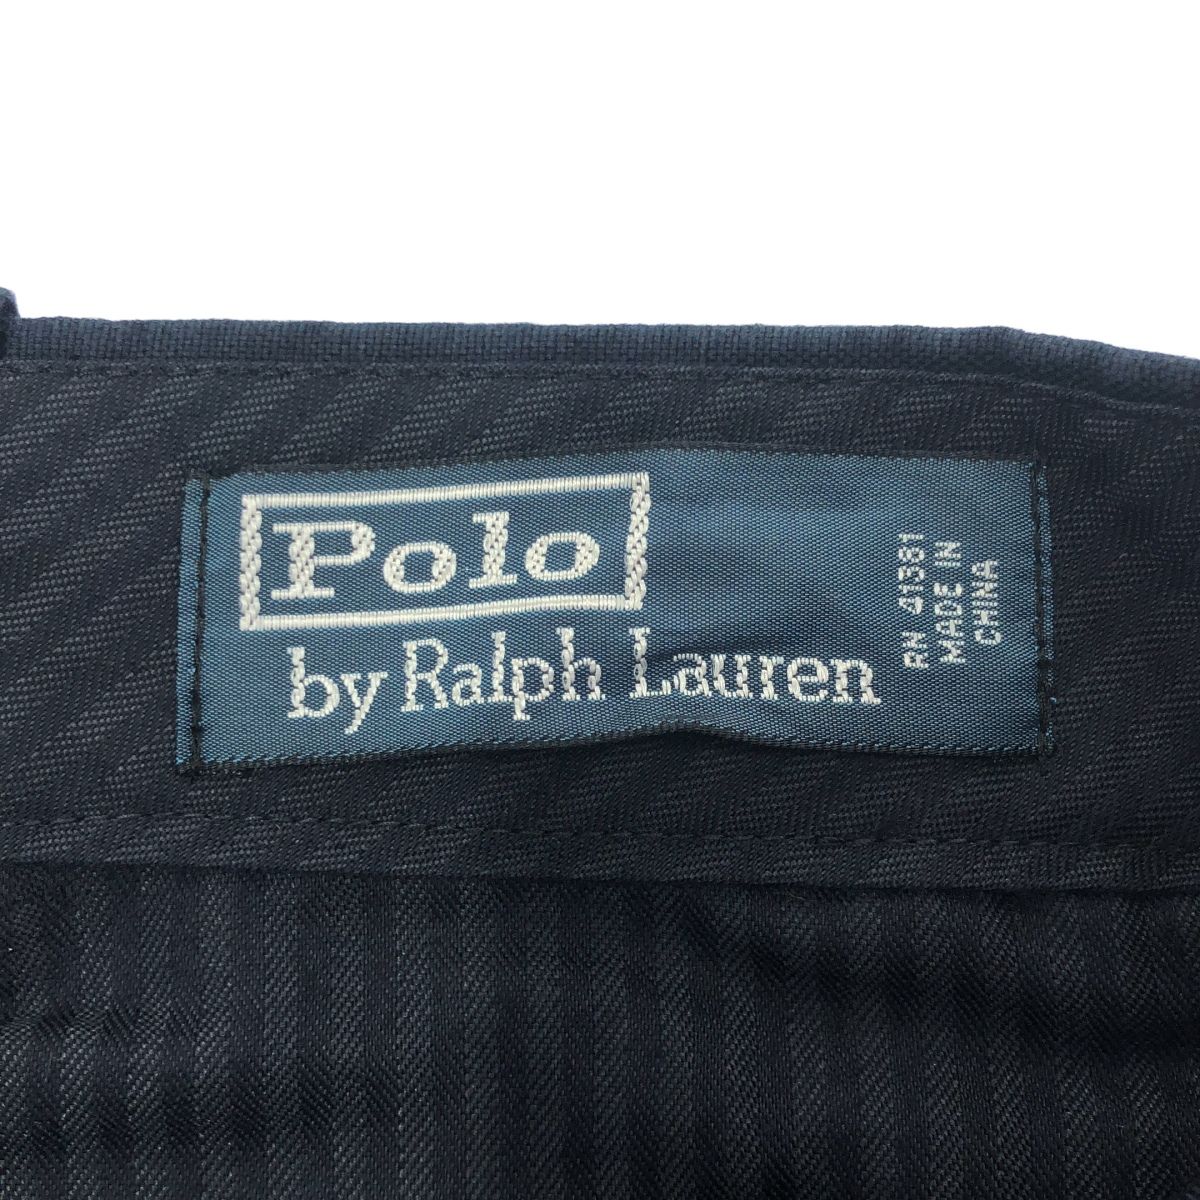 Polo
by Ralph Lauren
RN 41381
MADE IN
CHINA